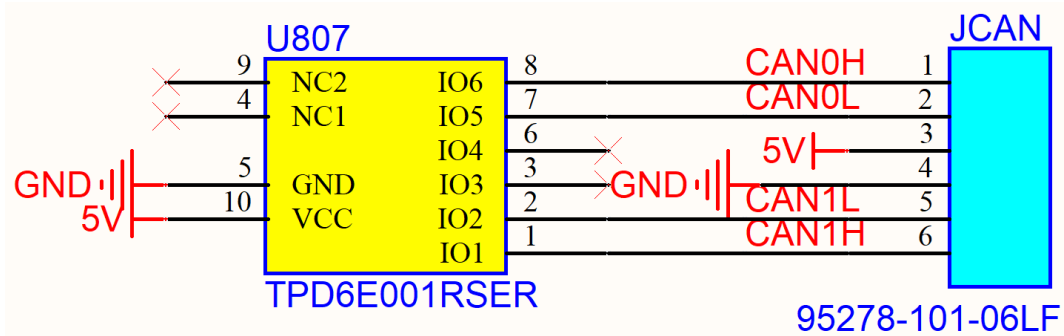 U807
JCAN
9 NC2 IO6 8 CAN0H 1
4 NC1 IO5 7 CAN0L 2
IO4 6 5V 3
GND 5 GND IO3 3 GND 4
5V 10 VCC IO2 2 CAN1L 5
IO1 1 CAN1H 6
TPD6E001RSER
95278-101-06LF